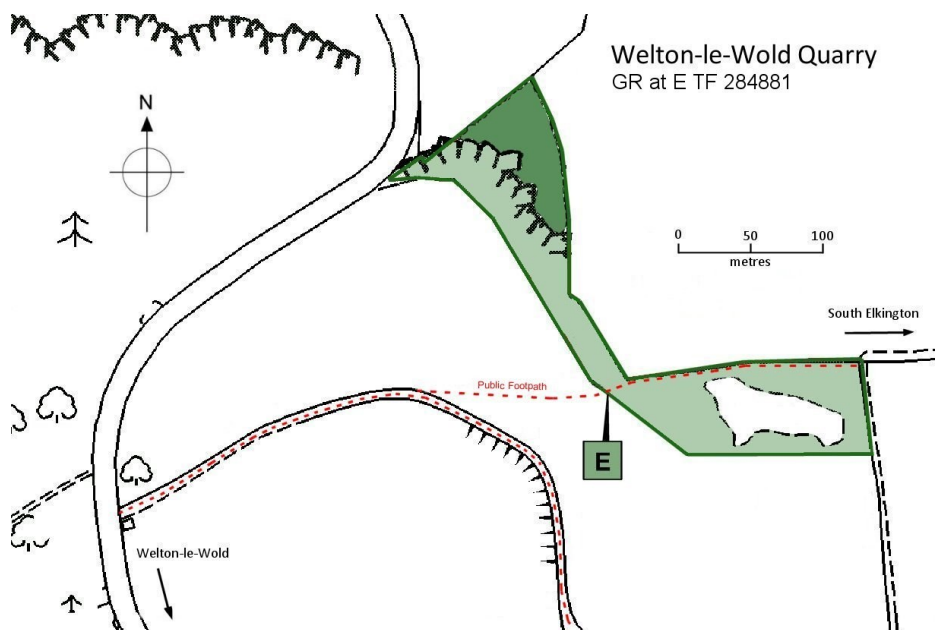 Welton-le-Wold Quarry
GR at E TF 284881
N
0 50 100
metres
South Elkington
Public Footpath
E
Welton-le-Wold